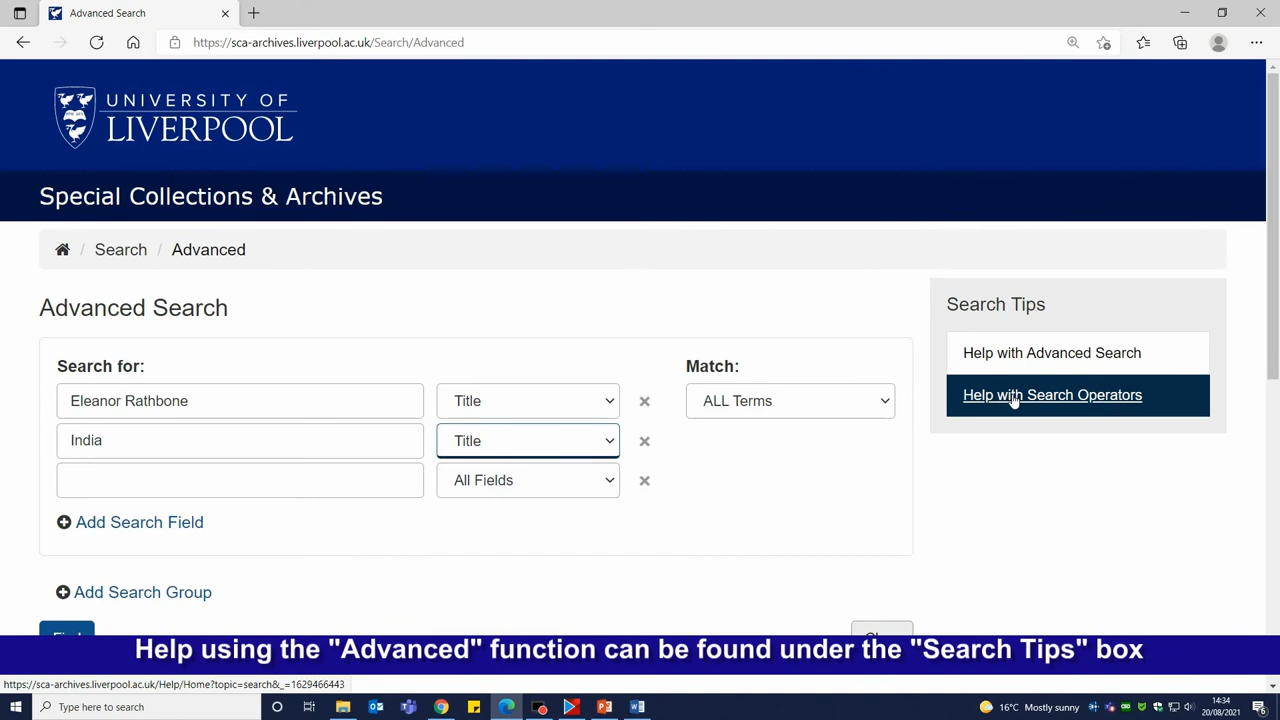 Advanced Search
https://sca-archives.liverpool.ac.uk/Search/Advanced
UNIVERSITY OF
LIVERPOOL
Special Collections & Archives
Search / Advanced
Advanced Search
Search Tips
Help with Advanced Search
Help with Search Operators
Search for:
Match:
Eleanor Rathbone
Title
ALL Terms
India
Title
All Fields
Add Search Field
Add Search Group
Help using the "Advanced" function can be found under the "Search Tips" box
https://sca-archives.liverpool.ac.uk/Help/Home?topic=search&_=1629466443
Type here to search
16°C Mostly sunny
14:34
20/08/2021